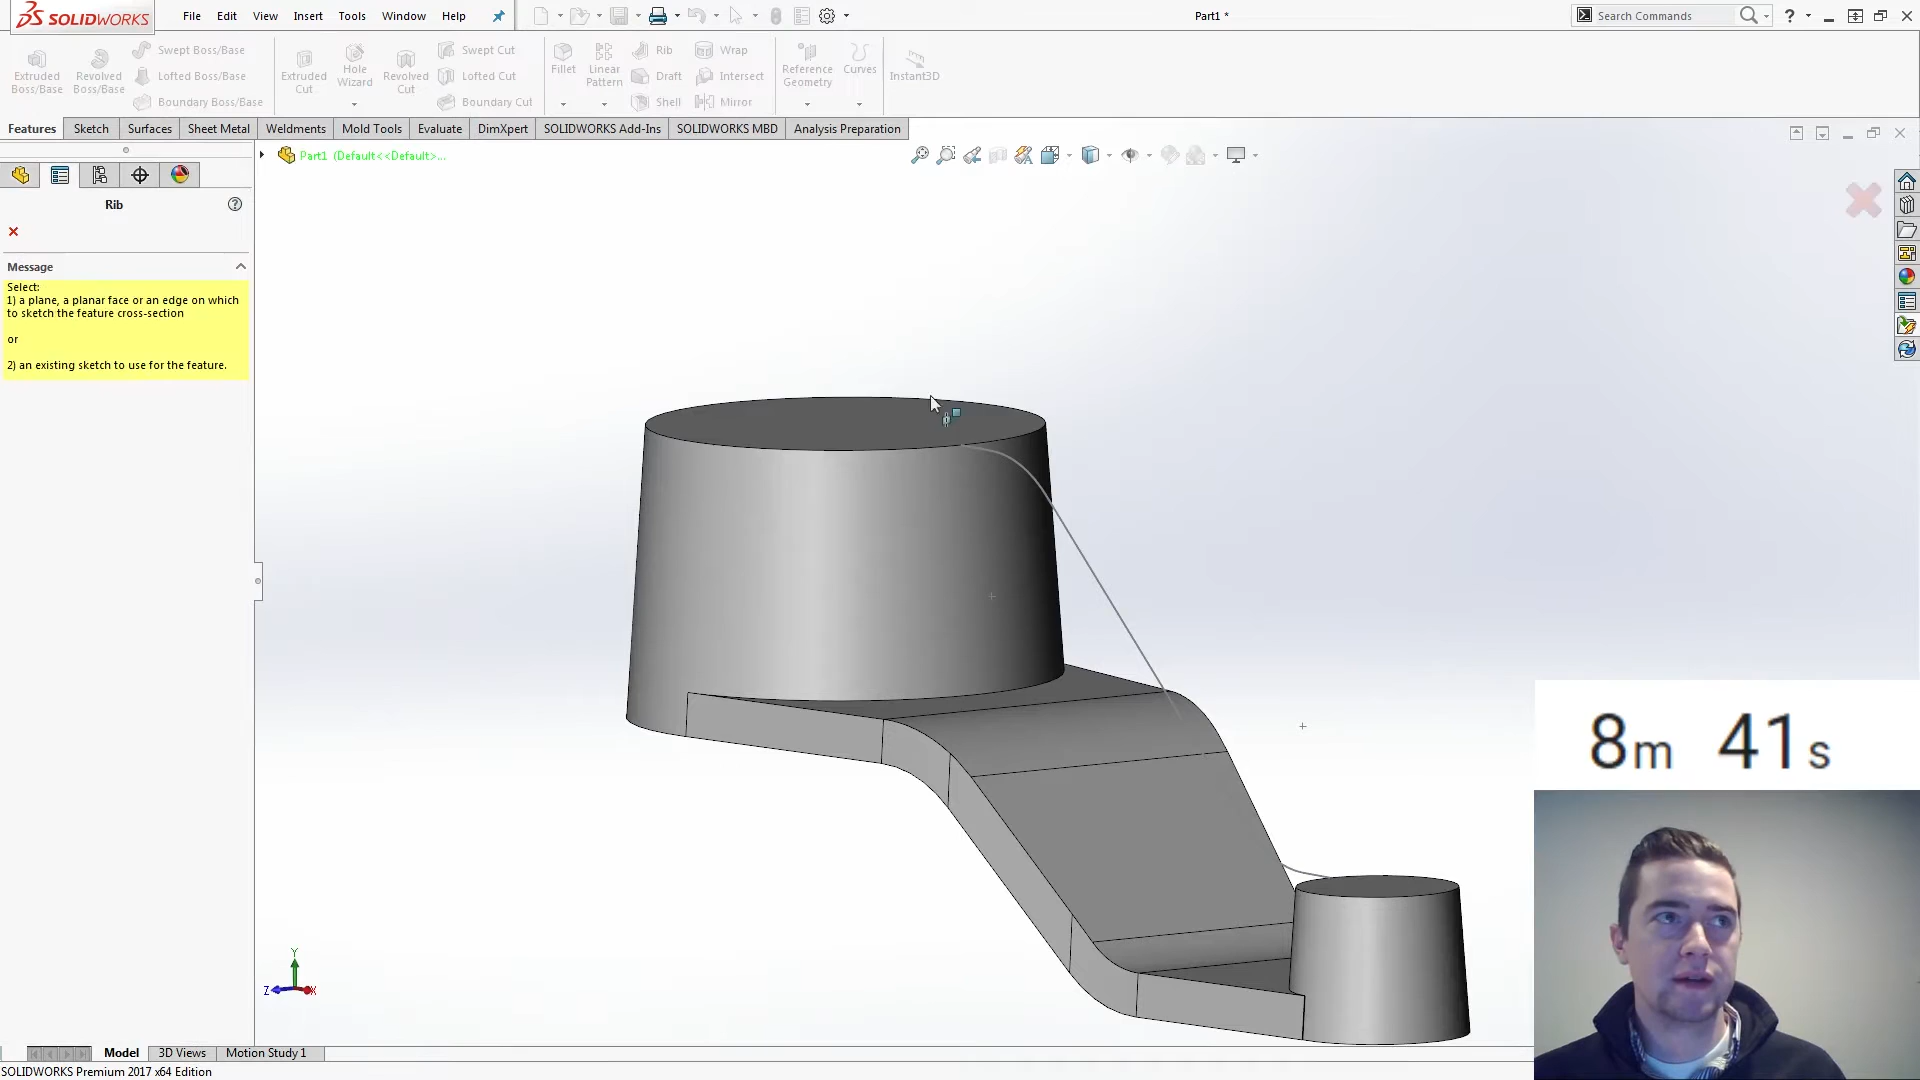 SOLIDWORKS
File Edit View Insert Tools Window Help
Part1 *
Search Commands
Extruded Boss/Base
Revolved Boss/Base
Swept Boss/Base
Lofted Boss/Base
Boundary Boss/Base
Extruded Cut
Hole Wizard
Revolved Cut
Swept Cut
Lofted Cut
Boundary Cut
Fillet
Linear Pattern
Rib
Draft
Shell
Wrap
Intersect
Mirror
Reference Geometry
Curves
Instant3D
Features Sketch Surfaces Sheet Metal Weldments Mold Tools Evaluate DimXpert SOLIDWORKS Add-Ins SOLIDWORKS MBD Analysis Preparation
Part1 (Default<<Default>...
Rib
Message
Select:
1) a plane, a planar face or an edge on which
to sketch the feature cross-section
or
2) an existing sketch to use for the feature.
8m 41s
Y
Z X
Model 3D Views Motion Study 1
SOLIDWORKS Premium 2017 x64 Edition